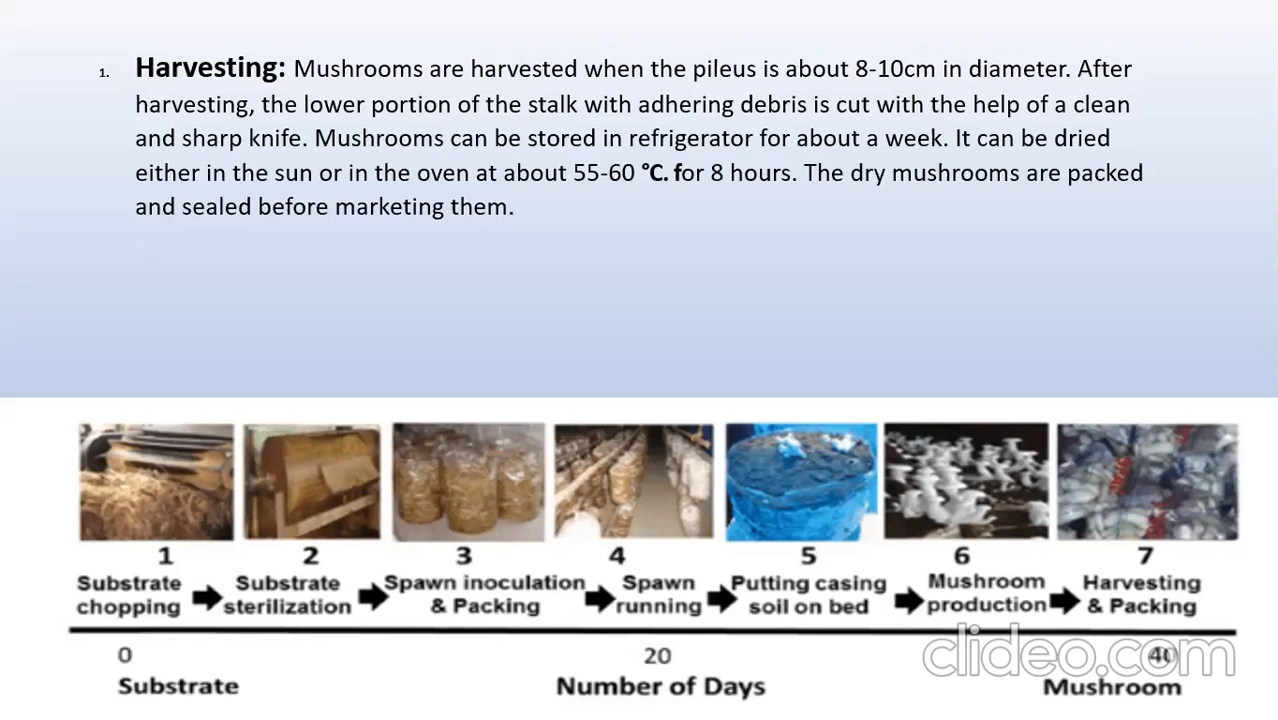 1. Harvesting: Mushrooms are harvested when the pileus is about 8-10cm in diameter. After
harvesting, the lower portion of the stalk with adhering debris is cut with the help of a clean
and sharp knife. Mushrooms can be stored in refrigerator for about a week. It can be dried
either in the sun or in the oven at about 55-60 °C. for 8 hours. The dry mushrooms are packed
and sealed before marketing them.
1 2 3 4 5 6 7
Substrate Substrate Spawn inoculation Spawn Putting casing Mushroom Harvesting
chopping sterilization & Packing running soil on bed production & Packing
0 20 40
Substrate Number of Days Mushroom
clideo.com